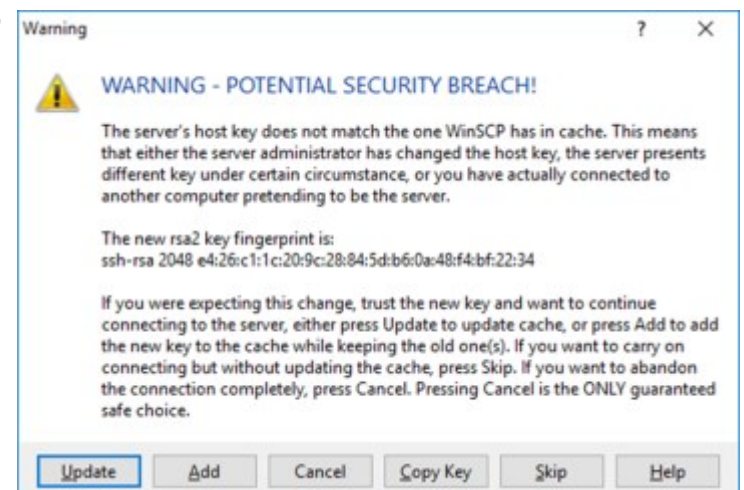 Warning
?
WARNING - POTENTIAL SECURITY BREACH!
The server's host key does not match the one WinSCP has in cache. This means
that either the server administrator has changed the host key, the server presents
different key under certain circumstance, or you have actually connected to
another computer pretending to be the server.
The new rsa2 key fingerprint is:
ssh-rsa 2048 e4:26:c1:1c:20:9c:28:84:5d:b6:0a:48:f4:bf:22:34
If you were expecting this change, trust the new key and want to continue
connecting to the server, either press Update to update cache, or press Add to add
the new key to the cache while keeping the old one(s). If you want to carry on
connecting but without updating the cache, press Skip. If you want to abandon
the connection completely, press Cancel. Pressing Cancel is the ONLY guaranteed
safe choice.
Update Add Cancel Copy Key Skip Help